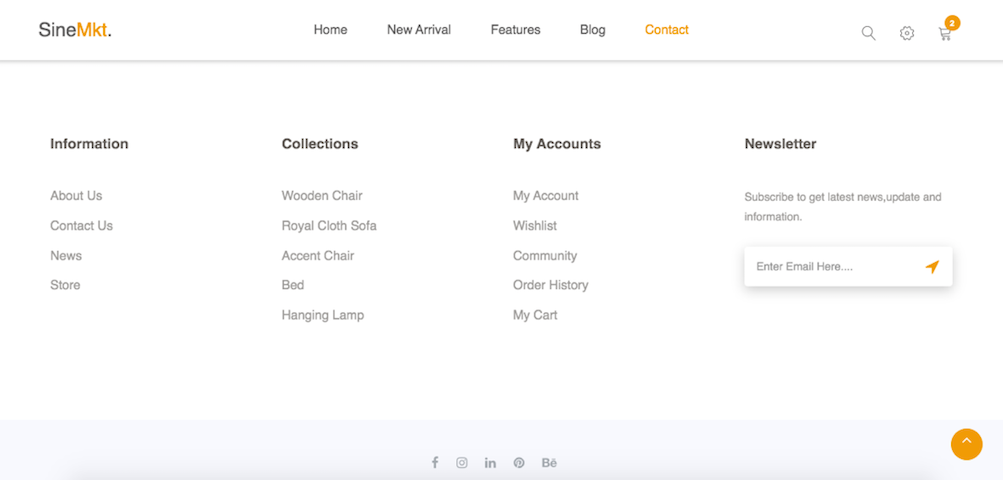 SineMkt.
Home
New Arrival
Features
Blog
Contact
2
Information
About Us
Contact Us
News
Store
Collections
Wooden Chair
Royal Cloth Sofa
Accent Chair
Bed
Hanging Lamp
My Accounts
My Account
Wishlist
Community
Order History
My Cart
Newsletter
Subscribe to get latest news,update and
information.
Enter Email Here....